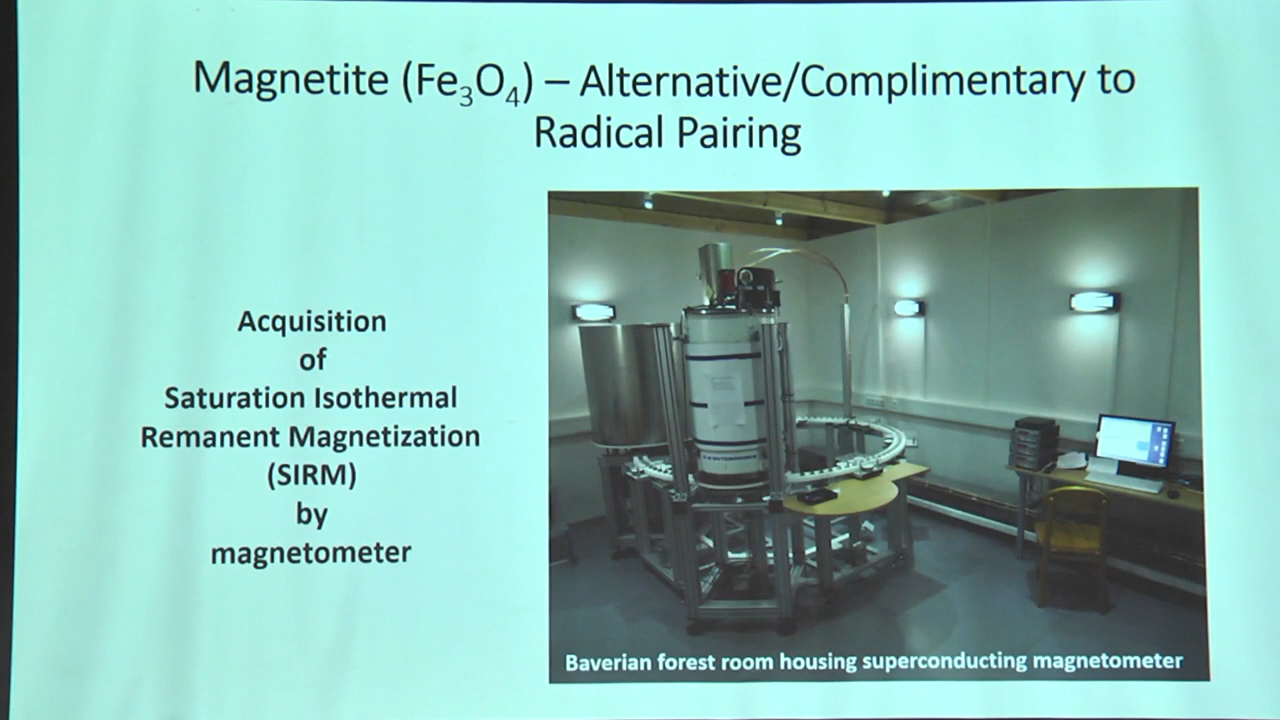 Magnetite (Fe₃O₄) – Alternative/Complimentary to
Radical Pairing
Acquisition
of
Saturation Isothermal
Remanent Magnetization
(SIRM)
by
magnetometer
Baverian forest room housing superconducting magnetometer